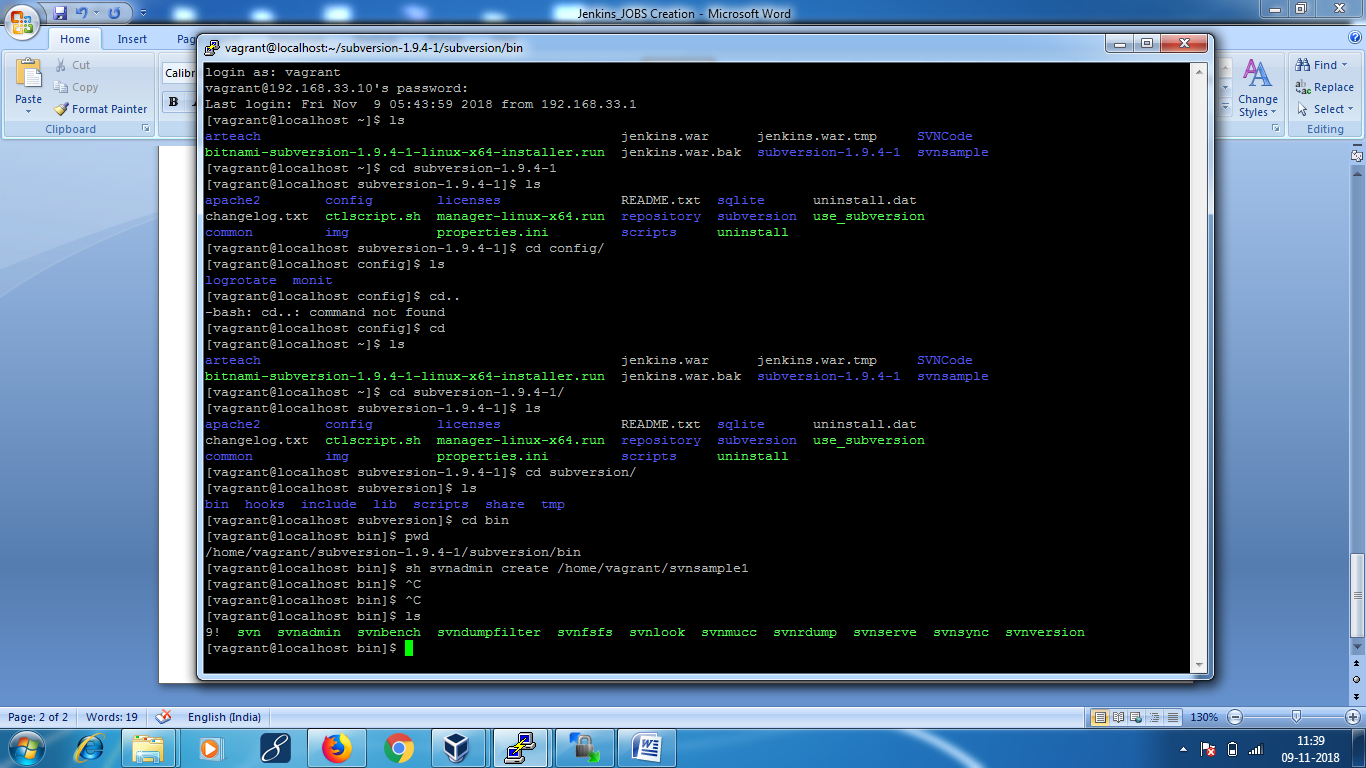 Jenkins_JOBS Creation - Microsoft Word
Home Insert Pag
Paste
Cut
Copy
Format Painter
Clipboard
Calibr
B
Change Styles
Find
Replace
Select
Editing
vagrant@localhost:~/subversion-1.9.4-1/subversion/bin
login as: vagrant
vagrant@192.168.33.10's password:
Last login: Fri Nov  9 05:43:59 2018 from 192.168.33.1
[vagrant@localhost ~]$ ls
arteach jenkins.war jenkins.war.tmp SVNCode
bitnami-subversion-1.9.4-1-linux-x64-installer.run jenkins.war.bak subversion-1.9.4-1 svnsample
[vagrant@localhost ~]$ cd subversion-1.9.4-1
[vagrant@localhost subversion-1.9.4-1]$ ls
apache2 config licenses README.txt sqlite uninstall.dat
changelog.txt ctlscript.sh manager-linux-x64.run repository subversion use_subversion
common img properties.ini scripts uninstall
[vagrant@localhost subversion-1.9.4-1]$ cd config/
[vagrant@localhost config]$ ls
logrotate monit
[vagrant@localhost config]$ cd..
-bash: cd..: command not found
[vagrant@localhost config]$ cd
[vagrant@localhost ~]$ ls
arteach jenkins.war jenkins.war.tmp SVNCode
bitnami-subversion-1.9.4-1-linux-x64-installer.run jenkins.war.bak subversion-1.9.4-1 svnsample
[vagrant@localhost ~]$ cd subversion-1.9.4-1/
[vagrant@localhost subversion-1.9.4-1]$ ls
apache2 config licenses README.txt sqlite uninstall.dat
changelog.txt ctlscript.sh manager-linux-x64.run repository subversion use_subversion
common img properties.ini scripts uninstall
[vagrant@localhost subversion-1.9.4-1]$ cd subversion/
[vagrant@localhost subversion]$ ls
bin hooks include lib scripts share tmp
[vagrant@localhost subversion]$ cd bin
[vagrant@localhost bin]$ pwd
/home/vagrant/subversion-1.9.4-1/subversion/bin
[vagrant@localhost bin]$ sh svnadmin create /home/vagrant/svnsample1
[vagrant@localhost bin]$ ^C
[vagrant@localhost bin]$ ^C
[vagrant@localhost bin]$ ls
9! svn svnadmin svnbench svndumpfilter svnfsfs svnlook svnmucc svnrdump svnserve svnsync svnversion
[vagrant@localhost bin]$
Page: 2 of 2 Words: 19 English (India) 130%
11:39
09-11-2018